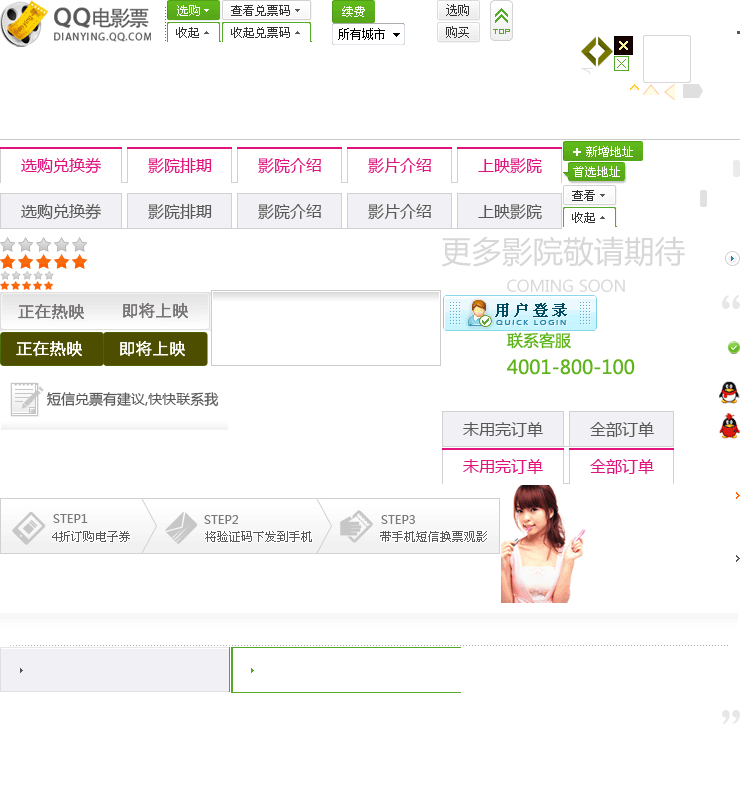 QQ电影票
DIANYING.QQ.COM
选购
查看兑票码
续费
选购
收起
收起兑票码
所有城市
购买
TOP
选购兑换券
影院排期
影院介绍
影片介绍
上映影院
新增地址
首选地址
选购兑换券
影院排期
影院介绍
影片介绍
上映影院
查看
收起
更多影院敬请期待
COMING SOON
正在热映
即将上映
用户登录
QUICK LOGIN
正在热映
即将上映
联系客服
4001-800-100
短信兑票有建议,快快联系我
未用完订单
全部订单
未用完订单
全部订单
STEP1
4折订购电子券
STEP2
将验证码下发到手机
STEP3
带手机短信换票观影